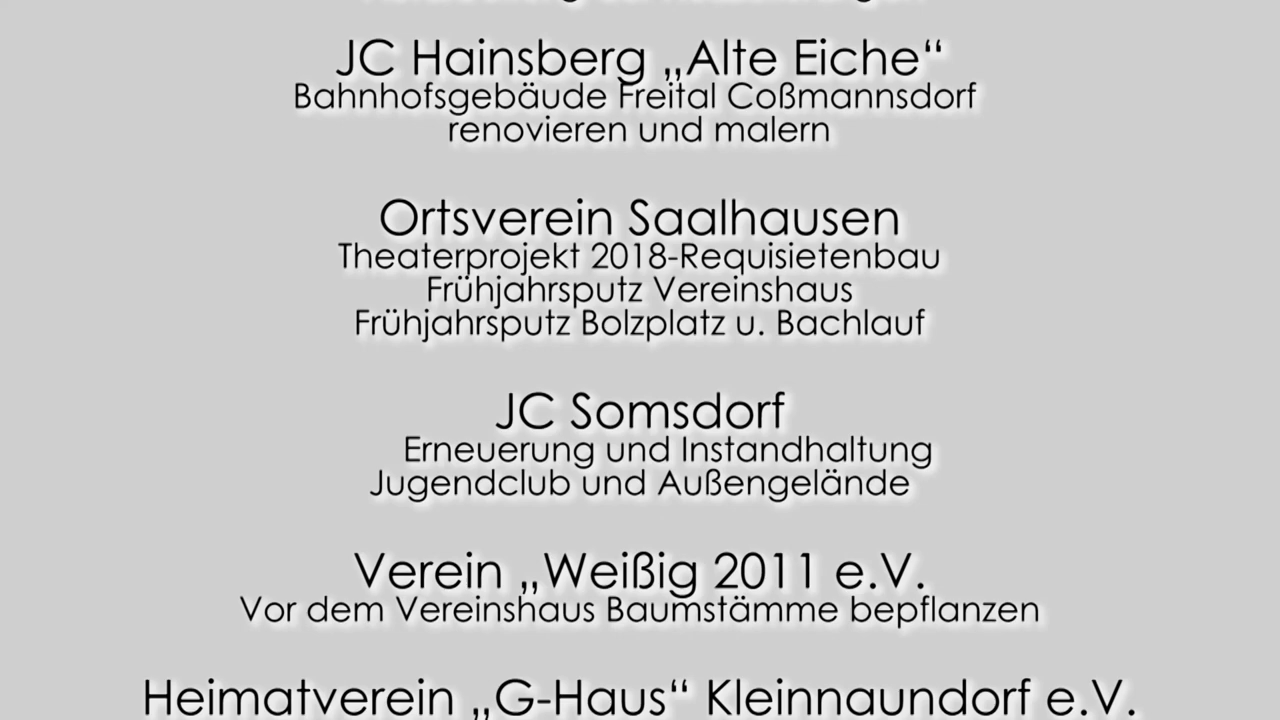 JC Hainsberg „Alte Eiche“
Bahnhofsgebäude Freital Coßmannsdorf
renovieren und malern
Ortsverein Saalhausen
Theaterprojekt 2018-Requisietenbau
Frühjahrsputz Vereinshaus
Frühjahrsputz Bolzplatz u. Bachlauf
JC Somsdorf
Erneuerung und Instandhaltung
Jugendclub und Außengelände
Verein „Weißig 2011 e.V.
Vor dem Vereinshaus Baumstämme bepflanzen
Heimatverein „G-Haus“ Kleinnaundorf e.V.